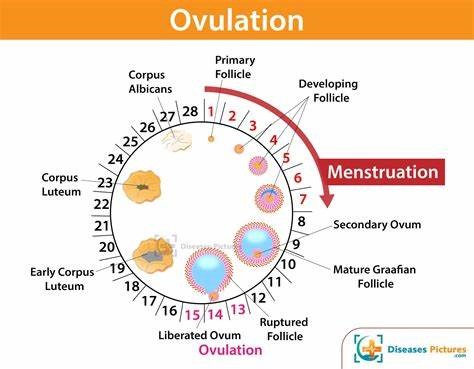 Ovulation
Primary
Follicle
Corpus
Albicans
Developing
Follicle
1
2
3
4
5
6
7
8
9
10
11
12
13
14
15
16
17
18
19
20
21
22
23
24
25
26
27
28
Menstruation
Corpus
Luteum
Secondary Ovum
Diseases Pictures
Early Corpus
Luteum
Mature Graafian
Follicle
Ruptured
Follicle
Liberated Ovum
Ovulation
Diseases Pictures
.com